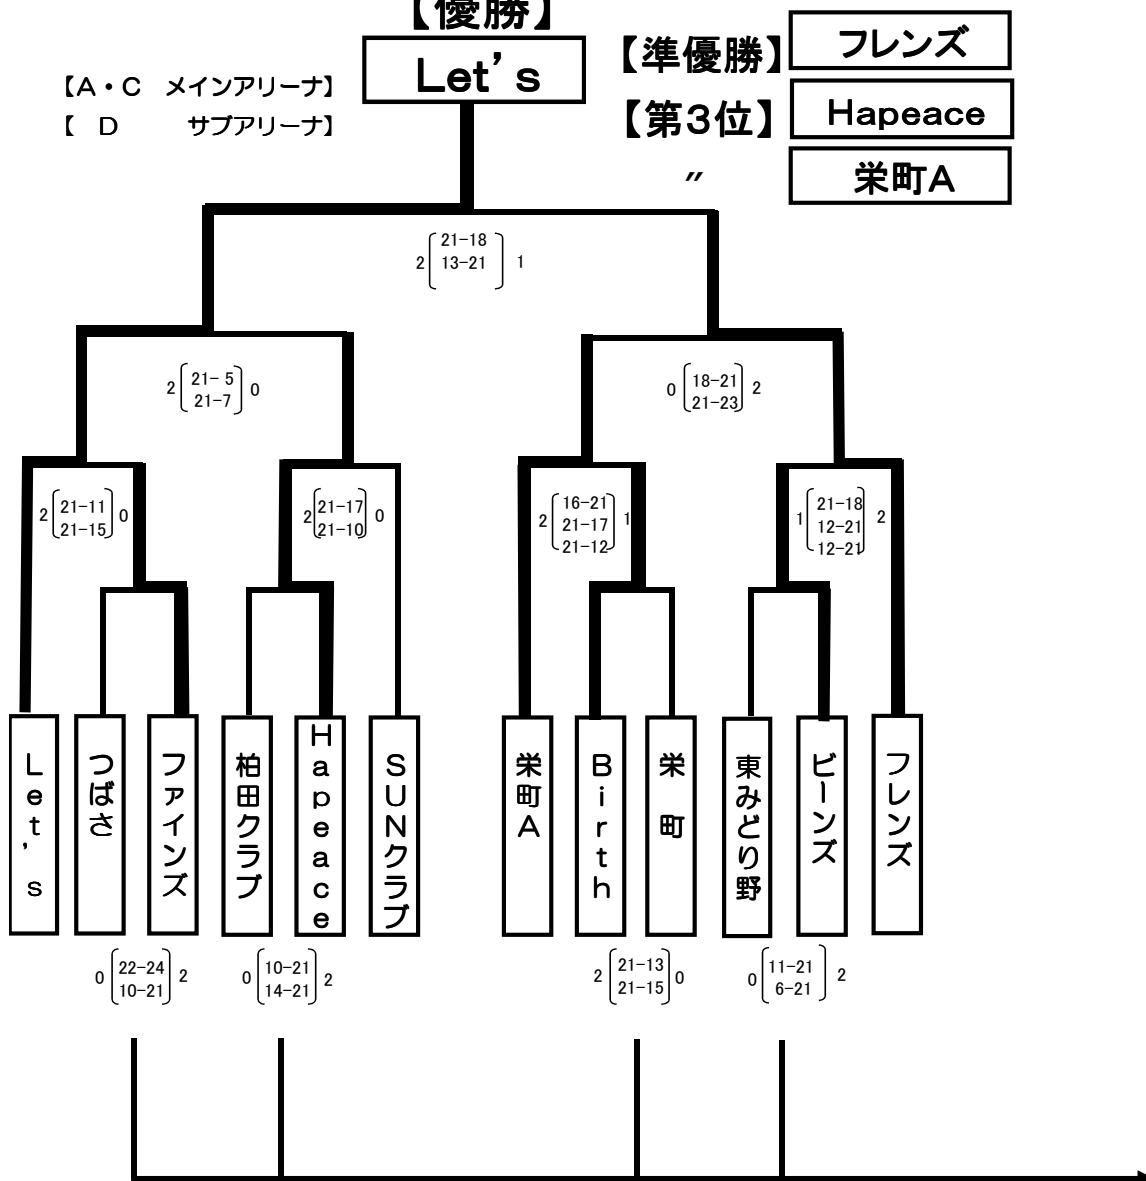 【優勝】
Let’s
【準優勝】
フレンズ
【A・C　メインアリーナ】
【第3位】
Hapeace
【　D　　　サブアリーナ】
〃
栄町A
2 21-18 1
13-21
2 21- 5 0
21-7
0 18-21 2
21-23
2 21-11 0
21-15
2 21-17 0
21-10
2 16-21 1
21-17
21-12
1 21-18 2
12-21
12-21
Let’s
つばさ
ファインズ
柏田クラブ
Hapeace
SUNクラブ
栄町A
Birth
栄　町
東みどり野
ビーンズ
フレンズ
0 22-24 2
10-21
0 10-21 2
14-21
2 21-13 0
21-15
0 11-21 2
6-21